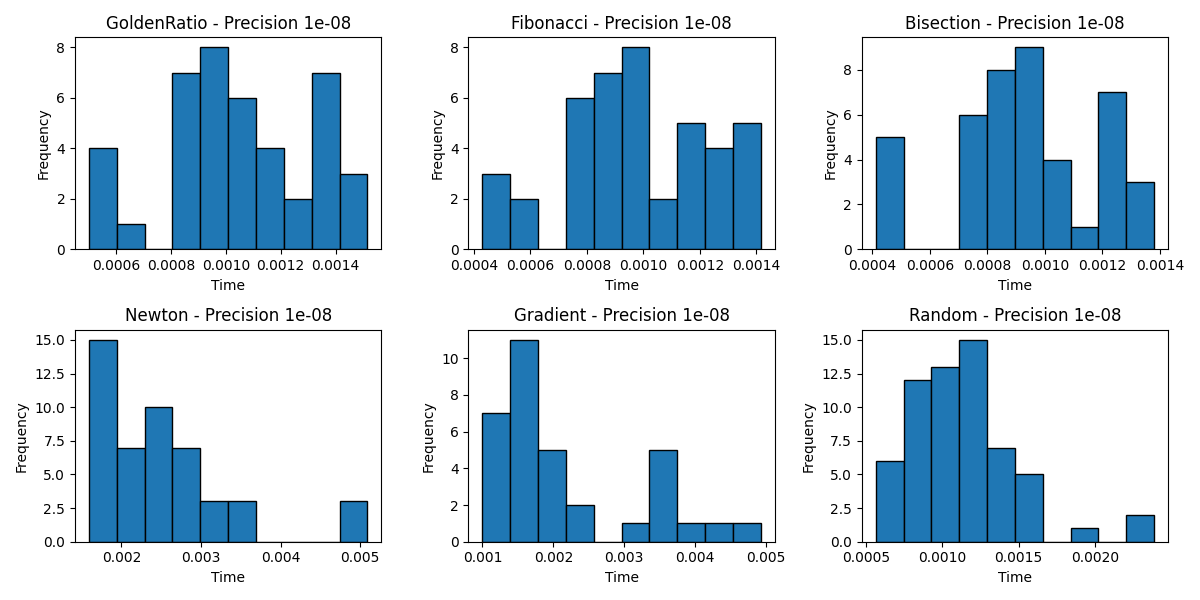 GoldenRatio - Precision 1e-08
Frequency
8
6
4
2
0
0.0006 0.0008 0.0010 0.0012 0.0014
Time
Fibonacci - Precision 1e-08
Frequency
8
6
4
2
0
0.0004 0.0006 0.0008 0.0010 0.0012 0.0014
Time
Bisection - Precision 1e-08
Frequency
8
6
4
2
0
0.0004 0.0006 0.0008 0.0010 0.0012 0.0014
Time
Newton - Precision 1e-08
Frequency
15.0
12.5
10.0
7.5
5.0
2.5
0.0
0.002 0.003 0.004 0.005
Time
Gradient - Precision 1e-08
Frequency
10
8
6
4
2
0
0.001 0.002 0.003 0.004 0.005
Time
Random - Precision 1e-08
Frequency
15.0
12.5
10.0
7.5
5.0
2.5
0.0
0.0005 0.0010 0.0015 0.0020
Time